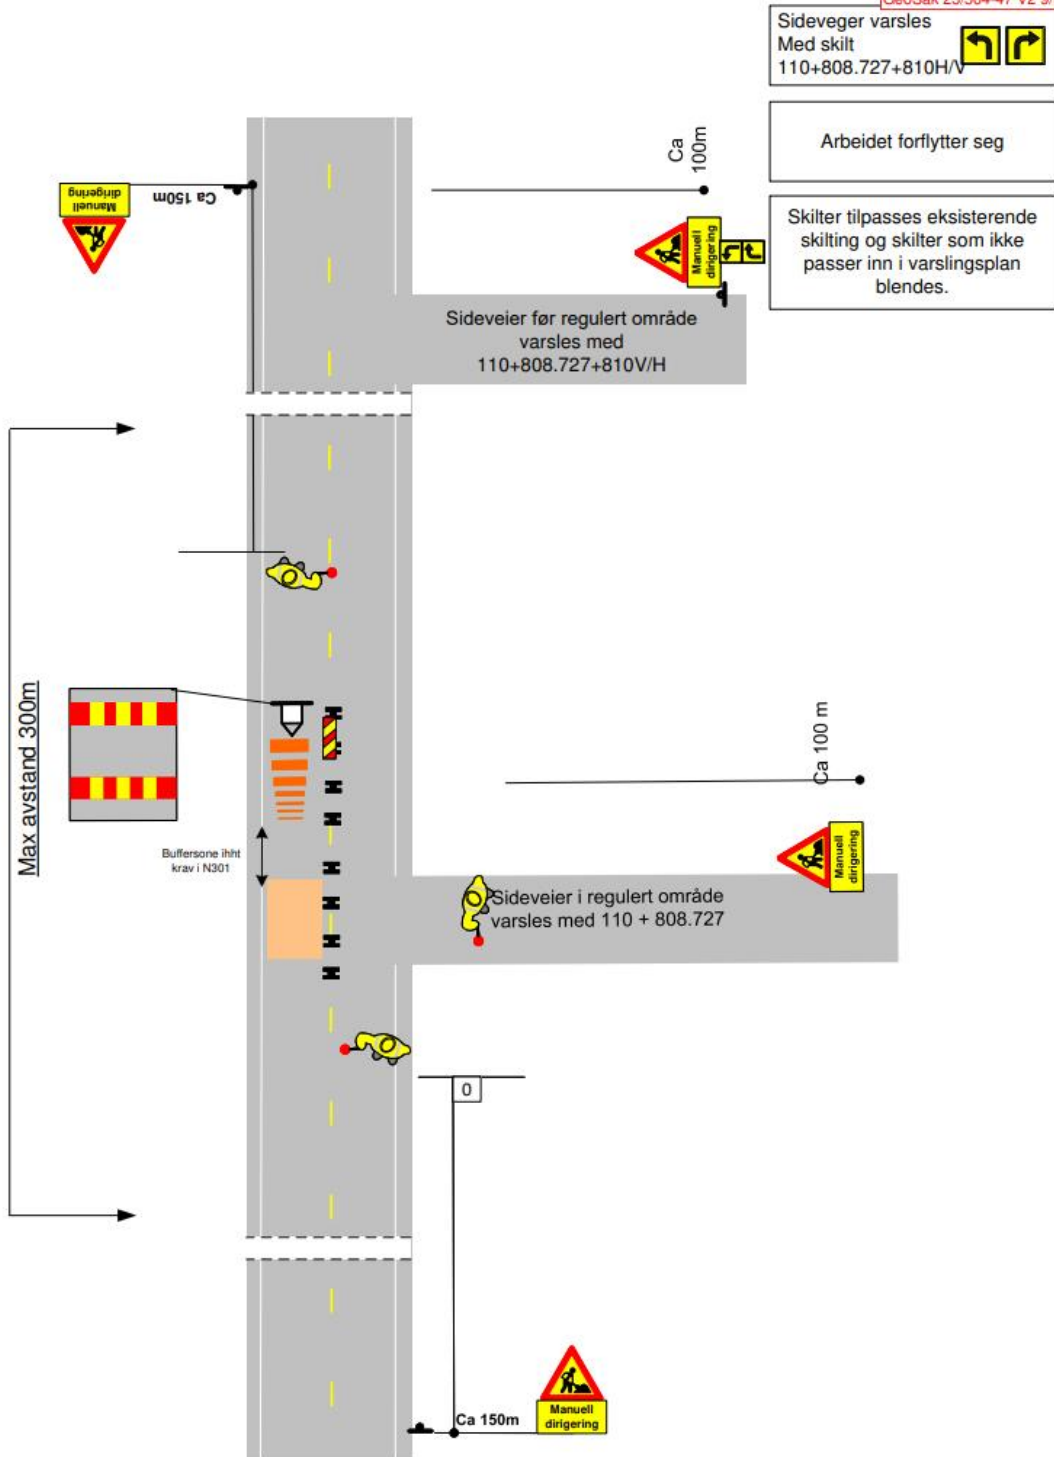 Sideveger varsles
Med skilt
110+808.727+810H/V
Arbeidet forflytter seg
Skilter tilpasses eksisterende
skilting og skilter som ikke
passer inn i varslingsplan
blendes.
Ca
100m
Manuell
dirigering
Ca 150m
Manuell
dirigering
Sideveier før regulert område
varsles med
110+808.727+810V/H
Max avstand 300m
Buffersone ihht
krav i N301
Ca 100 m
Manuell
dirigering
Sideveier i regulert område
varsles med 110 + 808.727
0
Ca 150m
Manuell
dirigering